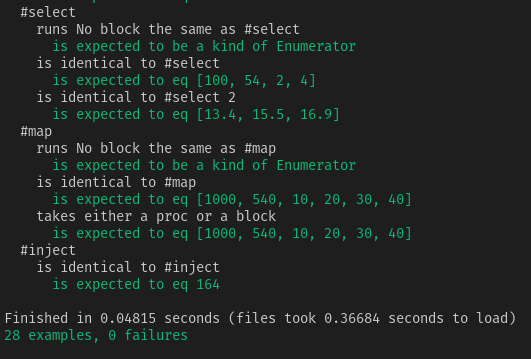 #select
runs No block the same as #select
is expected to be a kind of Enumerator
is identical to #select
is expected to eq [100, 54, 2, 4]
is identical to #select 2
is expected to eq [13.4, 15.5, 16.9]
#map
runs No block the same as #map
is expected to be a kind of Enumerator
is identical to #map
is expected to eq [1000, 540, 10, 20, 30, 40]
takes either a proc or a block
is expected to eq [1000, 540, 10, 20, 30, 40]
#inject
is identical to #inject
is expected to eq 164
Finished in 0.04815 seconds (files took 0.36684 seconds to load)
28 examples, 0 failures